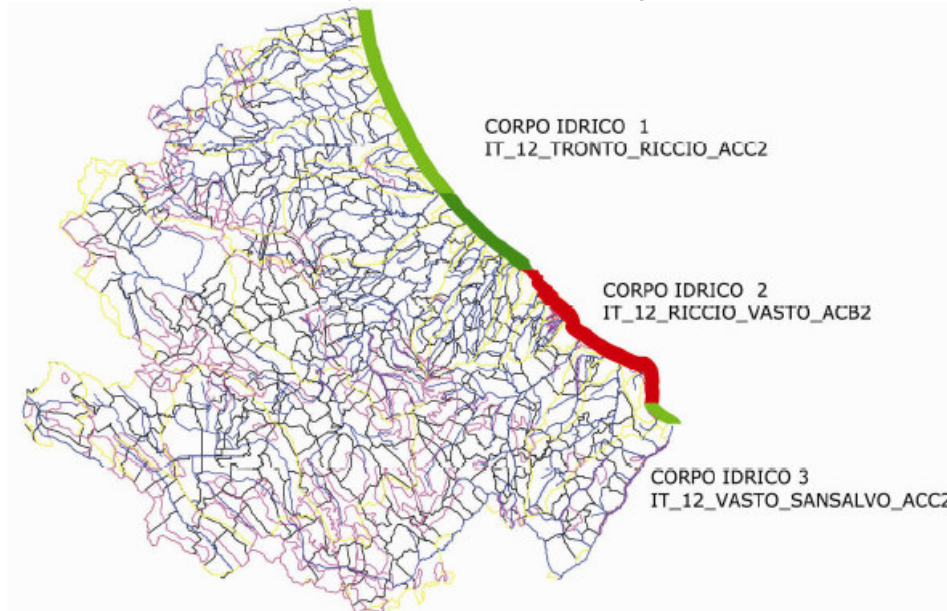 CORPO IDRICO 1
IT_12_TRONTO_RICCIO_ACC2
CORPO IDRICO 2
IT_12_RICCIO_VASTO_ACB2
CORPO IDRICO 3
IT_12_VASTO_SANSALVO_ACC2